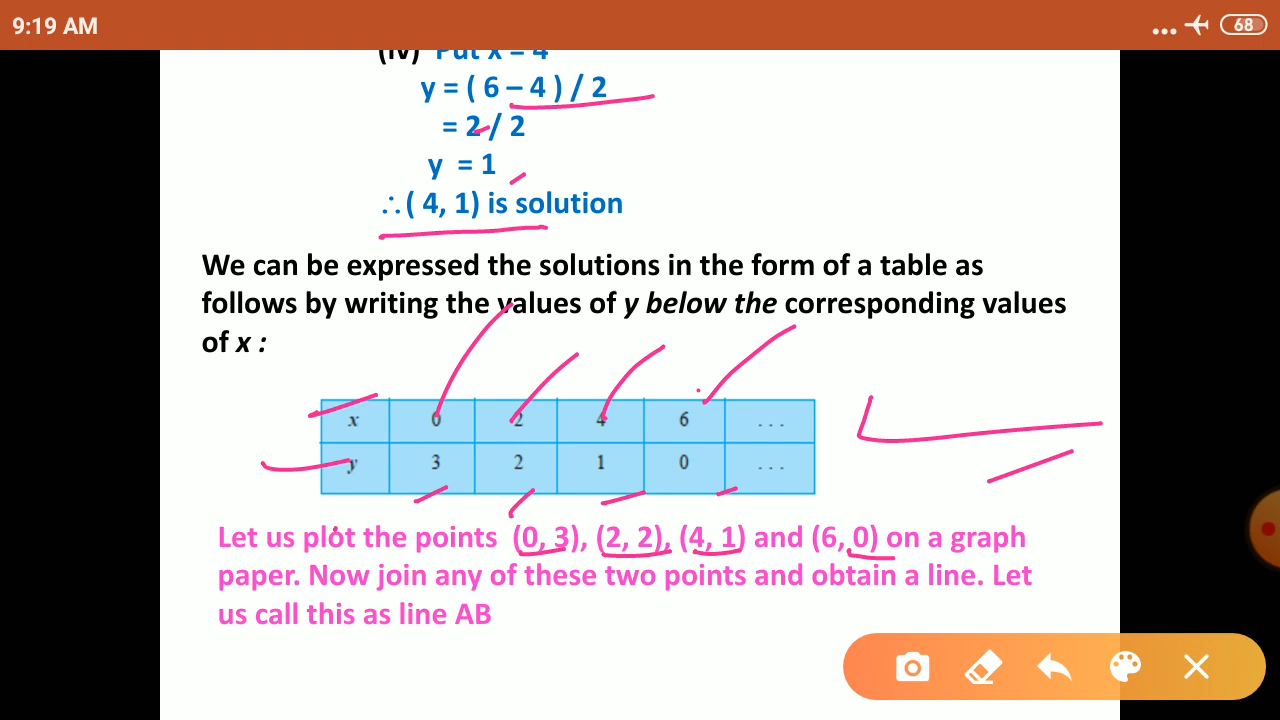 9:19 AM
... 68
(iv) Put x = 4
y = ( 6 – 4 ) / 2
= 2 / 2
y = 1
∴( 4, 1) is solution
We can be expressed the solutions in the form of a table as
follows by writing the values of y below the corresponding values
of x :
x 0 2 4 6 . . .
y 3 2 1 0 . . .
Let us plot the points (0, 3), (2, 2), (4, 1) and (6, 0) on a graph
paper. Now join any of these two points and obtain a line. Let
us call this as line AB